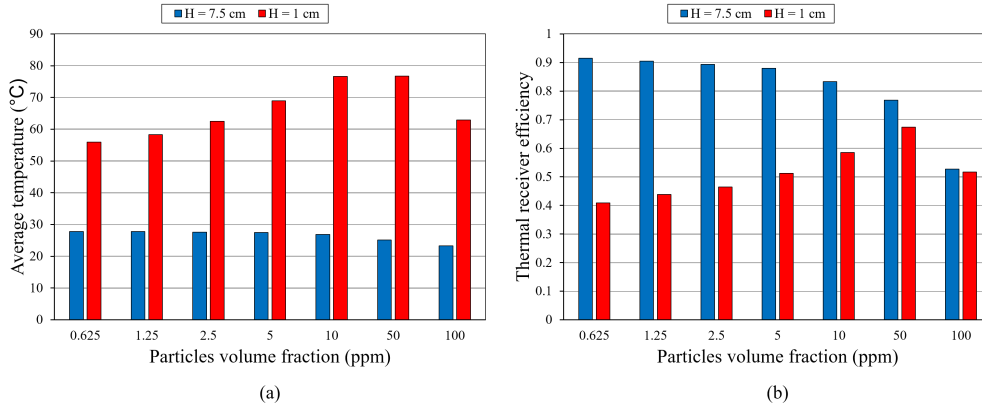 H = 7.5 cm H = 1 cm
90
80
70
60
50
40
30
20
10
0
Average temperature (°C)
0.625 1.25 2.5 5 10 50 100
Particles volume fraction (ppm)
(a)
H = 7.5 cm H = 1 cm
1
0.9
0.8
0.7
0.6
0.5
0.4
0.3
0.2
0.1
0
Thermal receiver efficiency
0.625 1.25 2.5 5 10 50 100
Particles volume fraction (ppm)
(b)